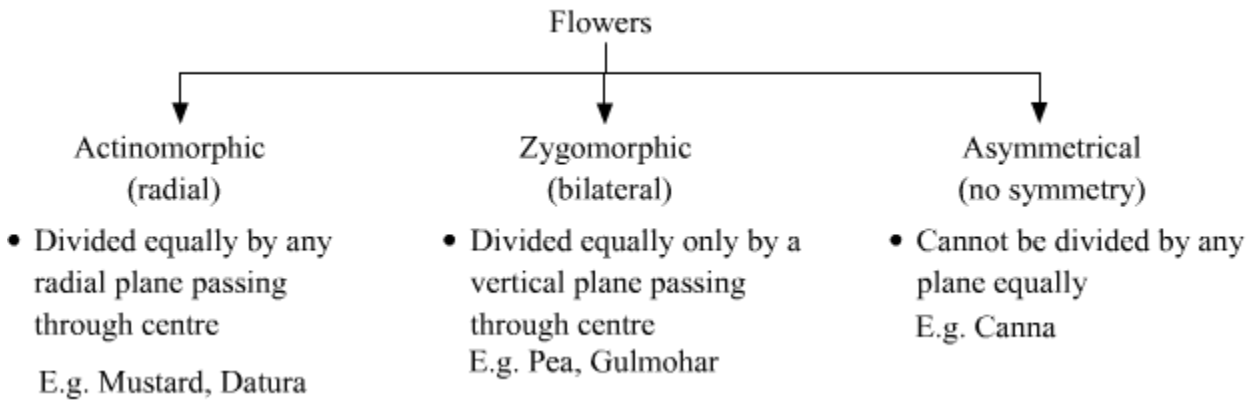 Flowers
Actinomorphic
(radial)
• Divided equally by any
radial plane passing
through centre
E.g. Mustard, Datura
Zygomorphic
(bilateral)
• Divided equally only by a
vertical plane passing
through centre
E.g. Pea, Gulmohar
Asymmetrical
(no symmetry)
• Cannot be divided by any
plane equally
E.g. Canna